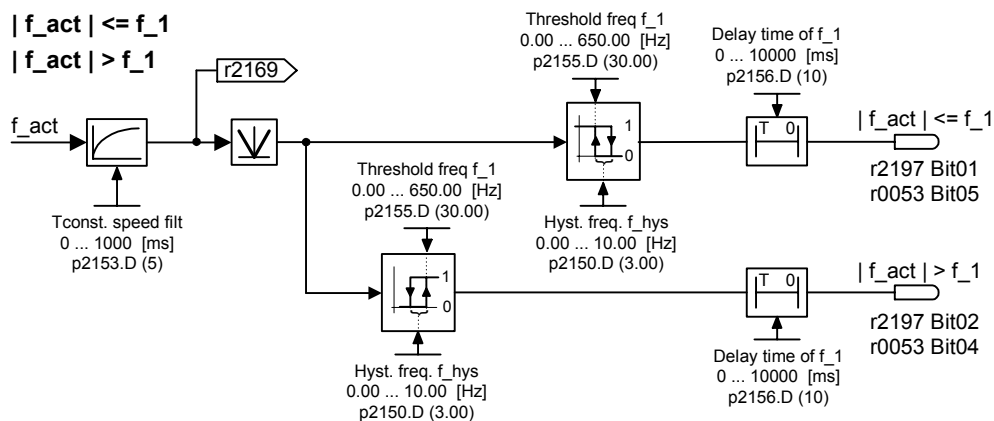 | f_act | <= f_1
| f_act | > f_1
r2169
f_act
Tconst. speed filt
0 ... 1000 [ms]
p2153.D (5)
Threshold freq f_1
0.00 ... 650.00 [Hz]
p2155.D (30.00)
1
0
Hyst. freq. f_hys
0.00 ... 10.00 [Hz]
p2150.D (3.00)
Delay time of f_1
0 ... 10000 [ms]
p2156.D (10)
T 0
| f_act | <= f_1
r2197 Bit01
r0053 Bit05
Threshold freq f_1
0.00 ... 650.00 [Hz]
p2155.D (30.00)
1
0
Hyst. freq. f_hys
0.00 ... 10.00 [Hz]
p2150.D (3.00)
T 0
Delay time of f_1
0 ... 10000 [ms]
p2156.D (10)
| f_act | > f_1
r2197 Bit02
r0053 Bit04